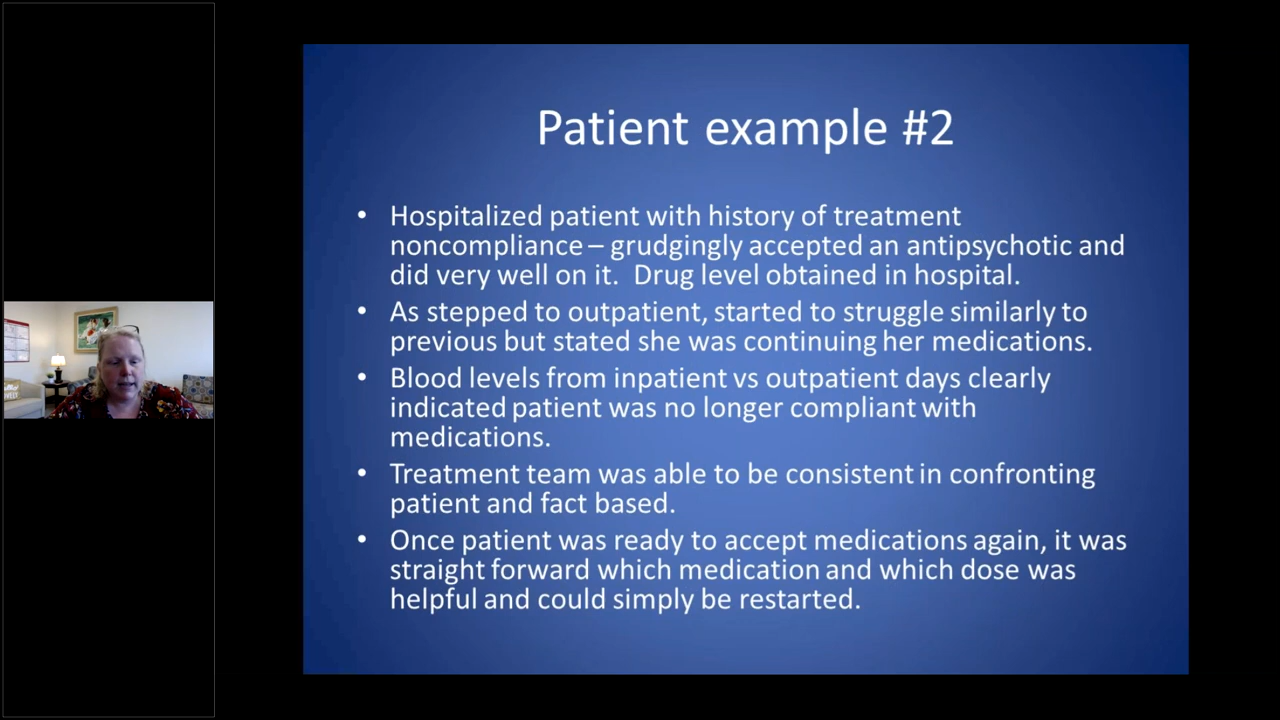 Patient example #2
• Hospitalized patient with history of treatment
noncompliance – grudgingly accepted an antipsychotic and
did very well on it.  Drug level obtained in hospital.
• As stepped to outpatient, started to struggle similarly to
previous but stated she was continuing her medications.
• Blood levels from inpatient vs outpatient days clearly
indicated patient was no longer compliant with
medications.
• Treatment team was able to be consistent in confronting
patient and fact based.
• Once patient was ready to accept medications again, it was
straight forward which medication and which dose was
helpful and could simply be restarted.